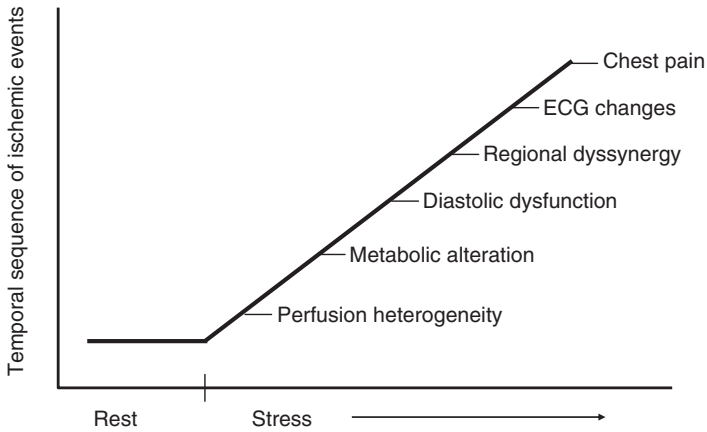 Temporal sequence of ischemic events
Chest pain
ECG changes
Regional dyssynergy
Diastolic dysfunction
Metabolic alteration
Perfusion heterogeneity
Rest
Stress